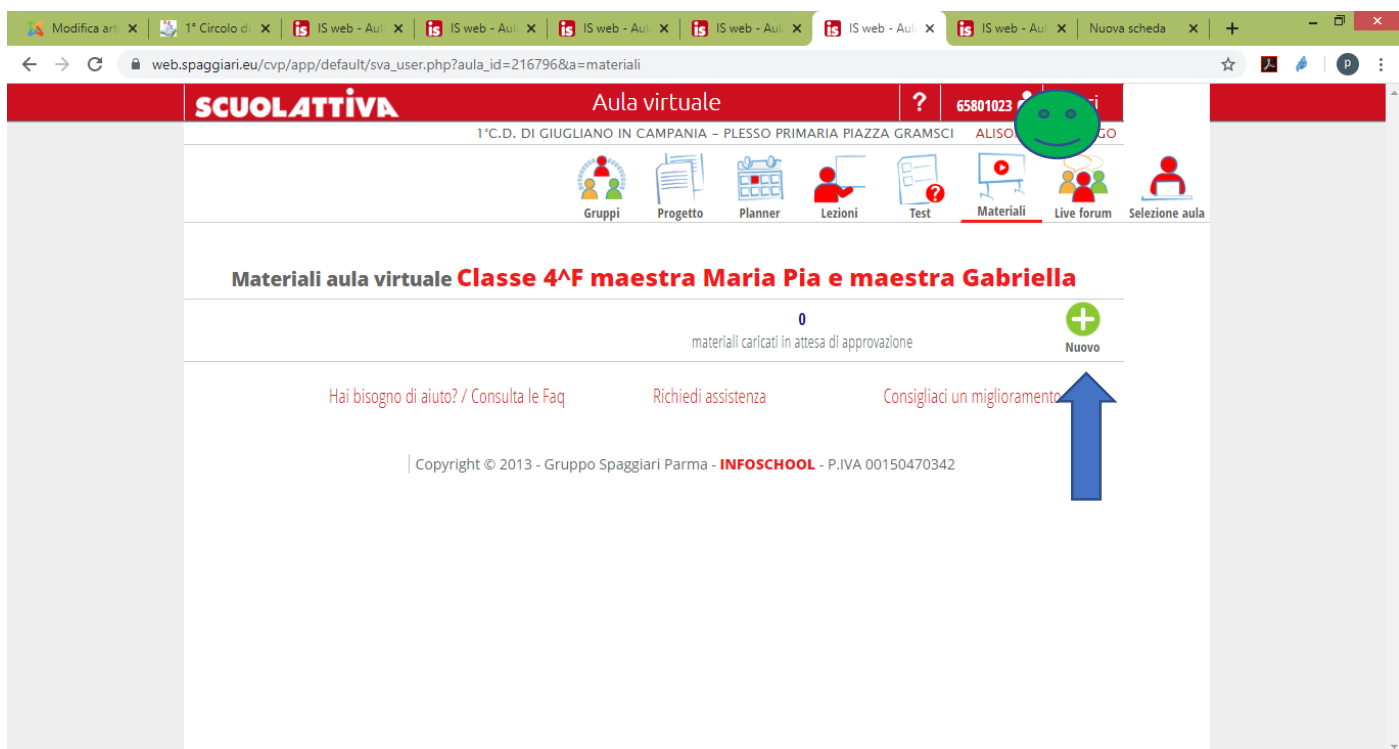 Modifica art
1° Circolo di
IS web - Aul
IS web - Aul
IS web - Aul
IS web - Aul
IS web - Aul
IS web - Aul
Nuova scheda
web.spaggiari.eu/cvp/app/default/sva_user.php?aula_id=216796&a=materiali
P
SCUOLATTIVA
Aula virtuale
?
65801023
1°C.D. DI GIUGLIANO IN CAMPANIA - PLESSO PRIMARIA PIAZZA GRAMSCI
Gruppi
Progetto
Planner
Lezioni
Test
Materiali
Live forum
Selezione aula
Materiali aula virtuale Classe 4^F maestra Maria Pia e maestra Gabriella
0
materiali caricati in attesa di approvazione
Nuovo
Hai bisogno di aiuto? / Consulta le Faq
Richiedi assistenza
Consigliaci un miglioramento
Copyright © 2013 - Gruppo Spaggiari Parma - INFOSCHOOL - P.IVA 00150470342